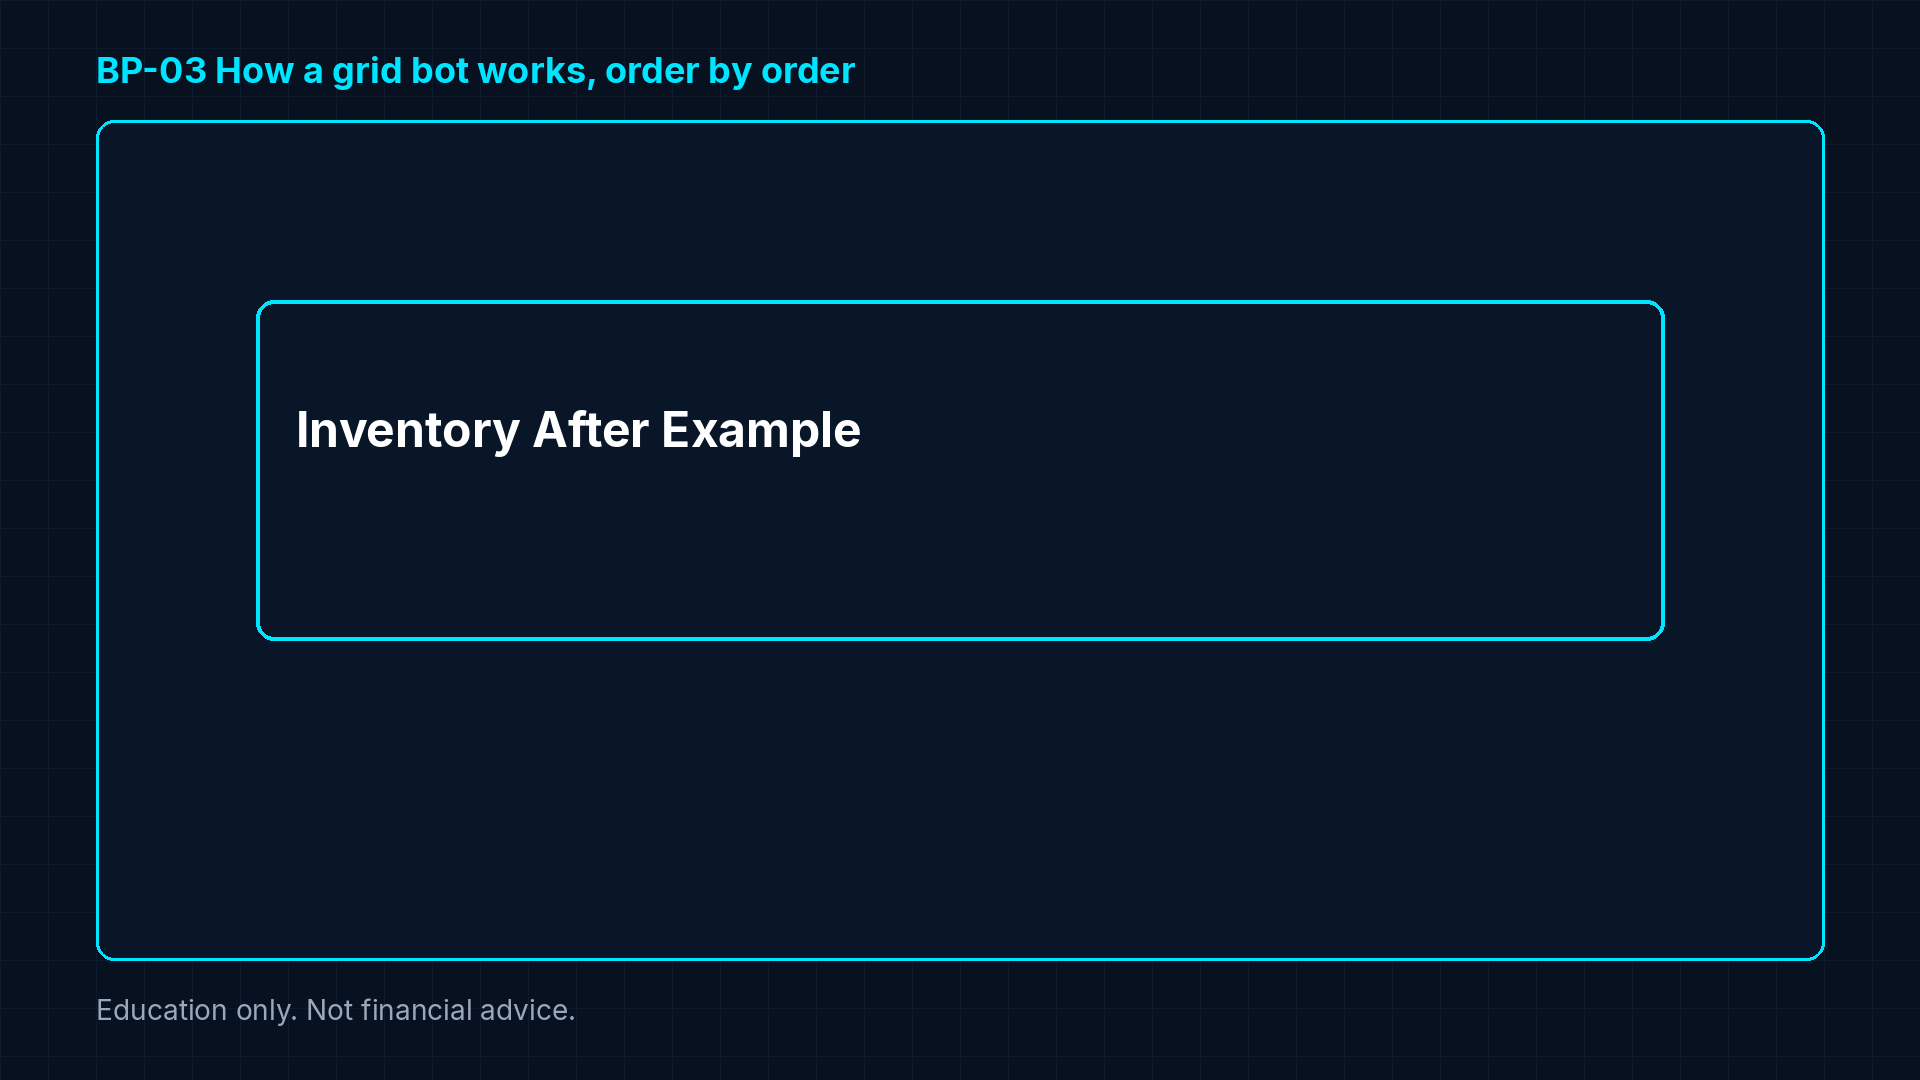 BP-03 How a grid bot works, order by order
Inventory After Example
Education only. Not financial advice.